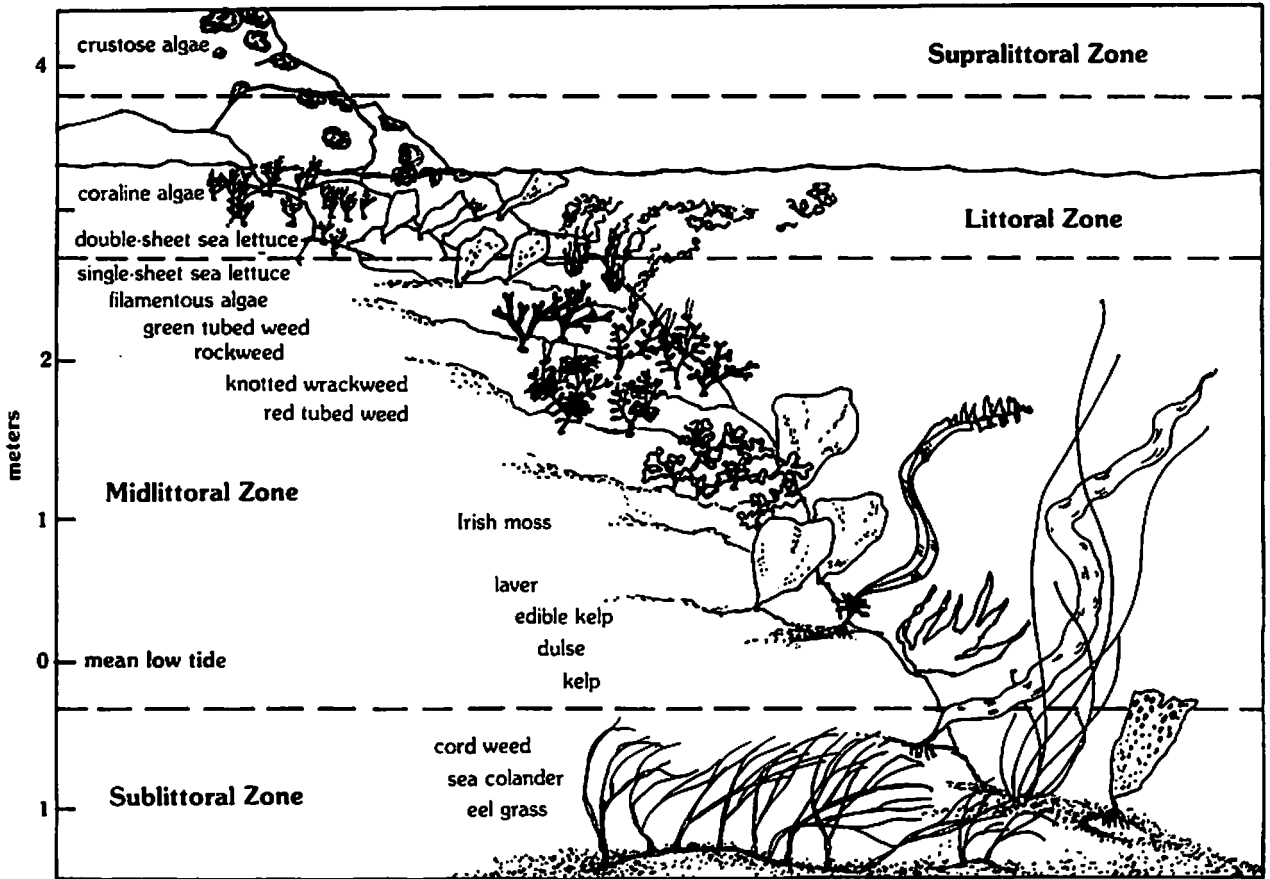 crustose algae
Supralittoral Zone
4
coraline algae
Littoral Zone
double-sheet sea lettuce
single-sheet sea lettuce
filamentous algae
green tubed weed
rockweed
2
knotted wrackweed
red tubed weed
meters
Midlittoral Zone
1
Irish moss
laver
edible kelp
dulse
0
mean low tide
kelp
cord weed
sea colander
Sublittoral Zone
eel grass
1